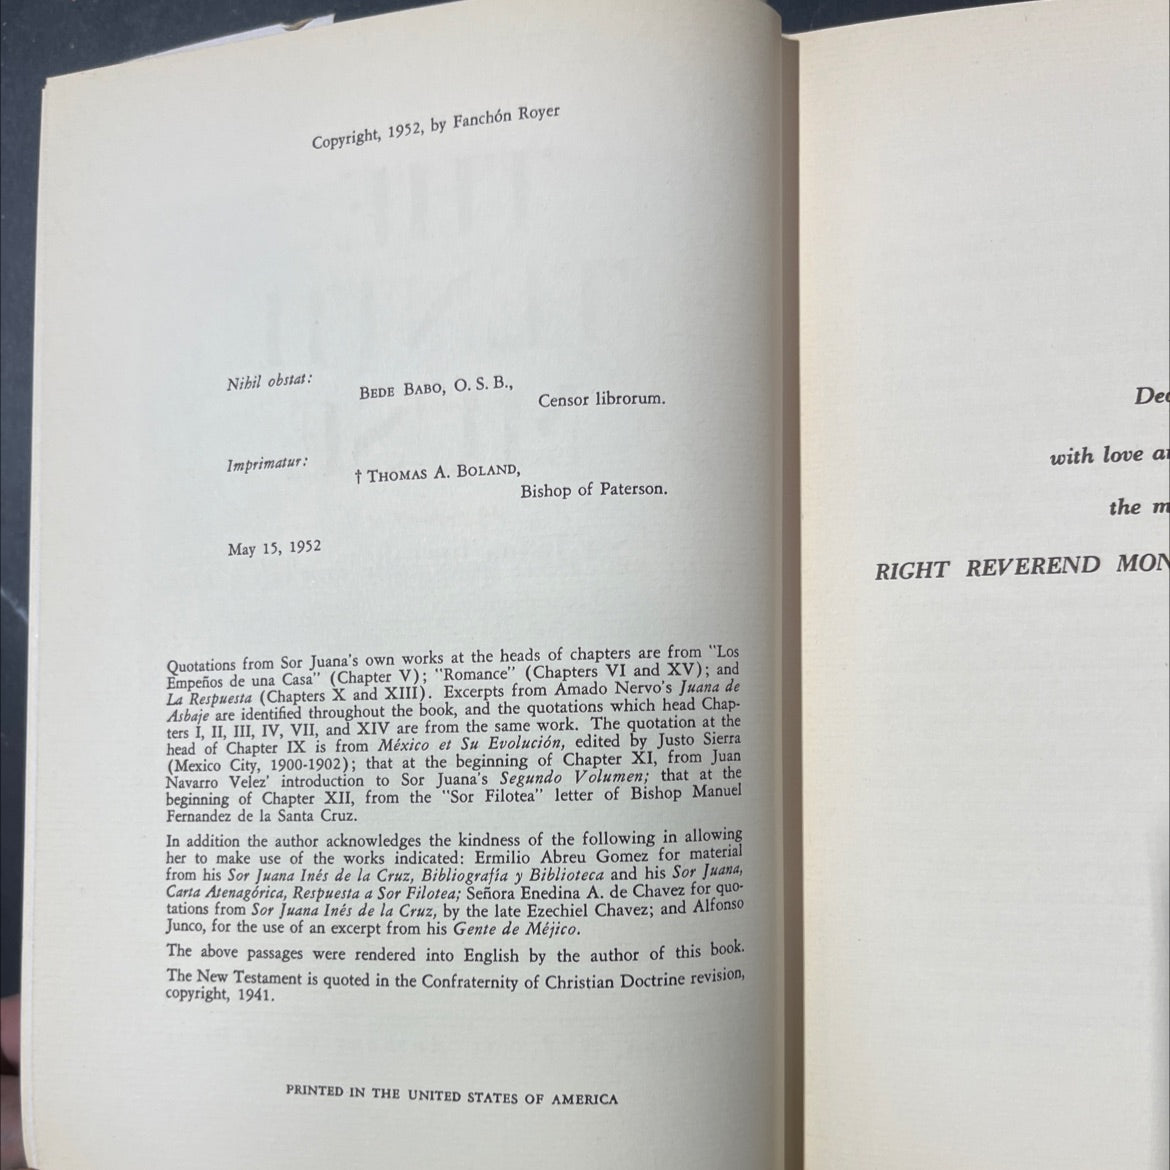 Copyright, 1952, by Fanchón Royer
Nihil obstat:
BEDE BABO, O. S. B.,
Censor librorum.
Imprimatur:
† THOMAS A. BOLAND,
Bishop of Paterson.
May 15, 1952
Quotations from Sor Juana's own works at the heads of chapters are from "Los
Empeños de una Casa" (Chapter V); "Romance" (Chapters VI and XV); and
La Respuesta (Chapters X and XIII). Excerpts from Amado Nervo's Juana de
Asbaje are identified throughout the book, and the quotations which head Chap-
ters I, II, III, IV, VII, and XIV are from the same work. The quotation at the
head of Chapter IX is from México et Su Evolución, edited by Justo Sierra
(Mexico City, 1900-1902); that at the beginning of Chapter XI, from Juan
Navarro Velez' introduction to Sor Juana's Segundo Volumen; that at the
beginning of Chapter XII, from the "Sor Filotea" letter of Bishop Manuel
Fernandez de la Santa Cruz.
In addition the author acknowledges the kindness of the following in allowing
her to make use of the works indicated: Ermilio Abreu Gomez for material
from his Sor Juana Inés de la Cruz, Bibliografía y Biblioteca and his Sor Juana,
Carta Atenagórica, Respuesta a Sor Filotea; Señora Enedina A. de Chavez for quo-
tations from Sor Juana Inés de la Cruz, by the late Ezechiel Chavez; and Alfonso
Junco, for the use of an excerpt from his Gente de Méjico.
The above passages were rendered into English by the author of this book.
The New Testament is quoted in the Confraternity of Christian Doctrine revision,
copyright, 1941.
PRINTED IN THE UNITED STATES OF AMERICA
Dec
with love a
the m
RIGHT REVEREND MON